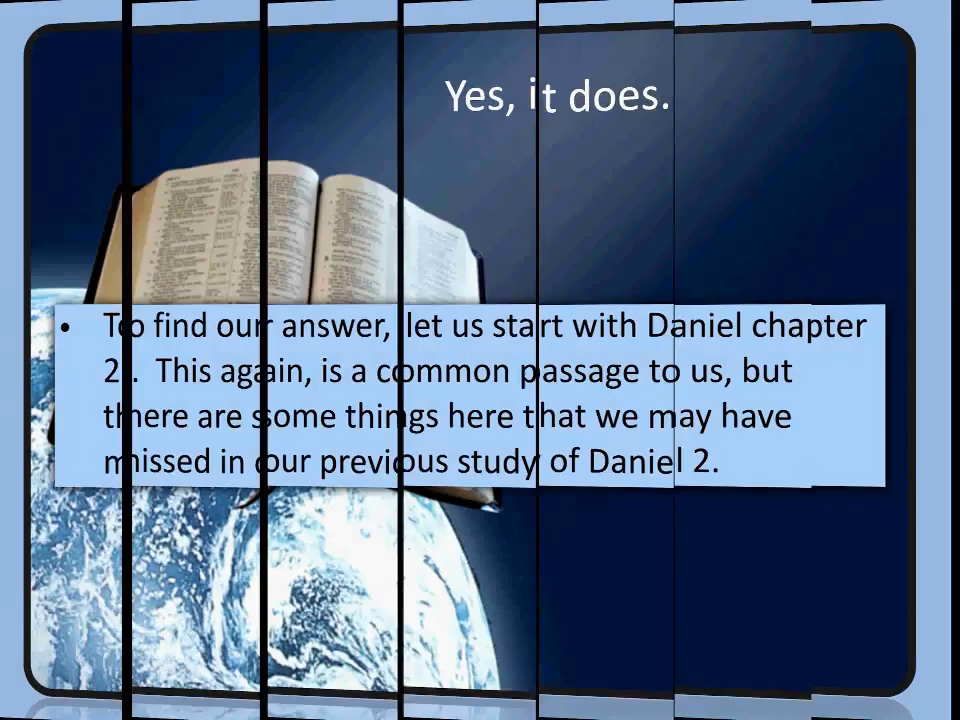 Yes, it does.
• To find our answer, let us start with Daniel chapter
2. This again, is a common passage to us, but
there are some things here that we may have
missed in our previous study of Daniel 2.